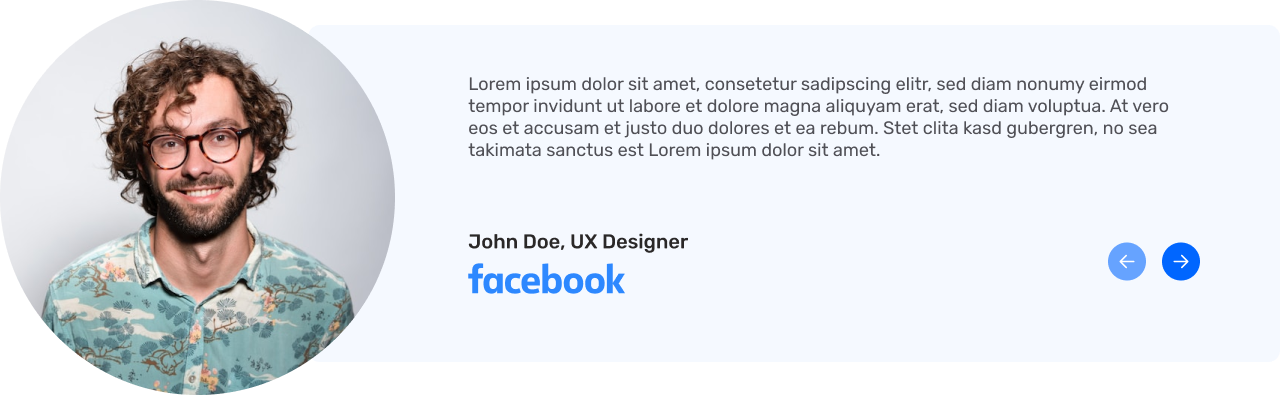 Lorem ipsum dolor sit amet, consetetur sadipscing elitr, sed diam nonumy eirmod
tempor invidunt ut labore et dolore magna aliquyam erat, sed diam voluptua. At vero
eos et accusam et justo duo dolores et ea rebum. Stet clita kasd gubergren, no sea
takimata sanctus est Lorem ipsum dolor sit amet.
John Doe, UX Designer
facebook